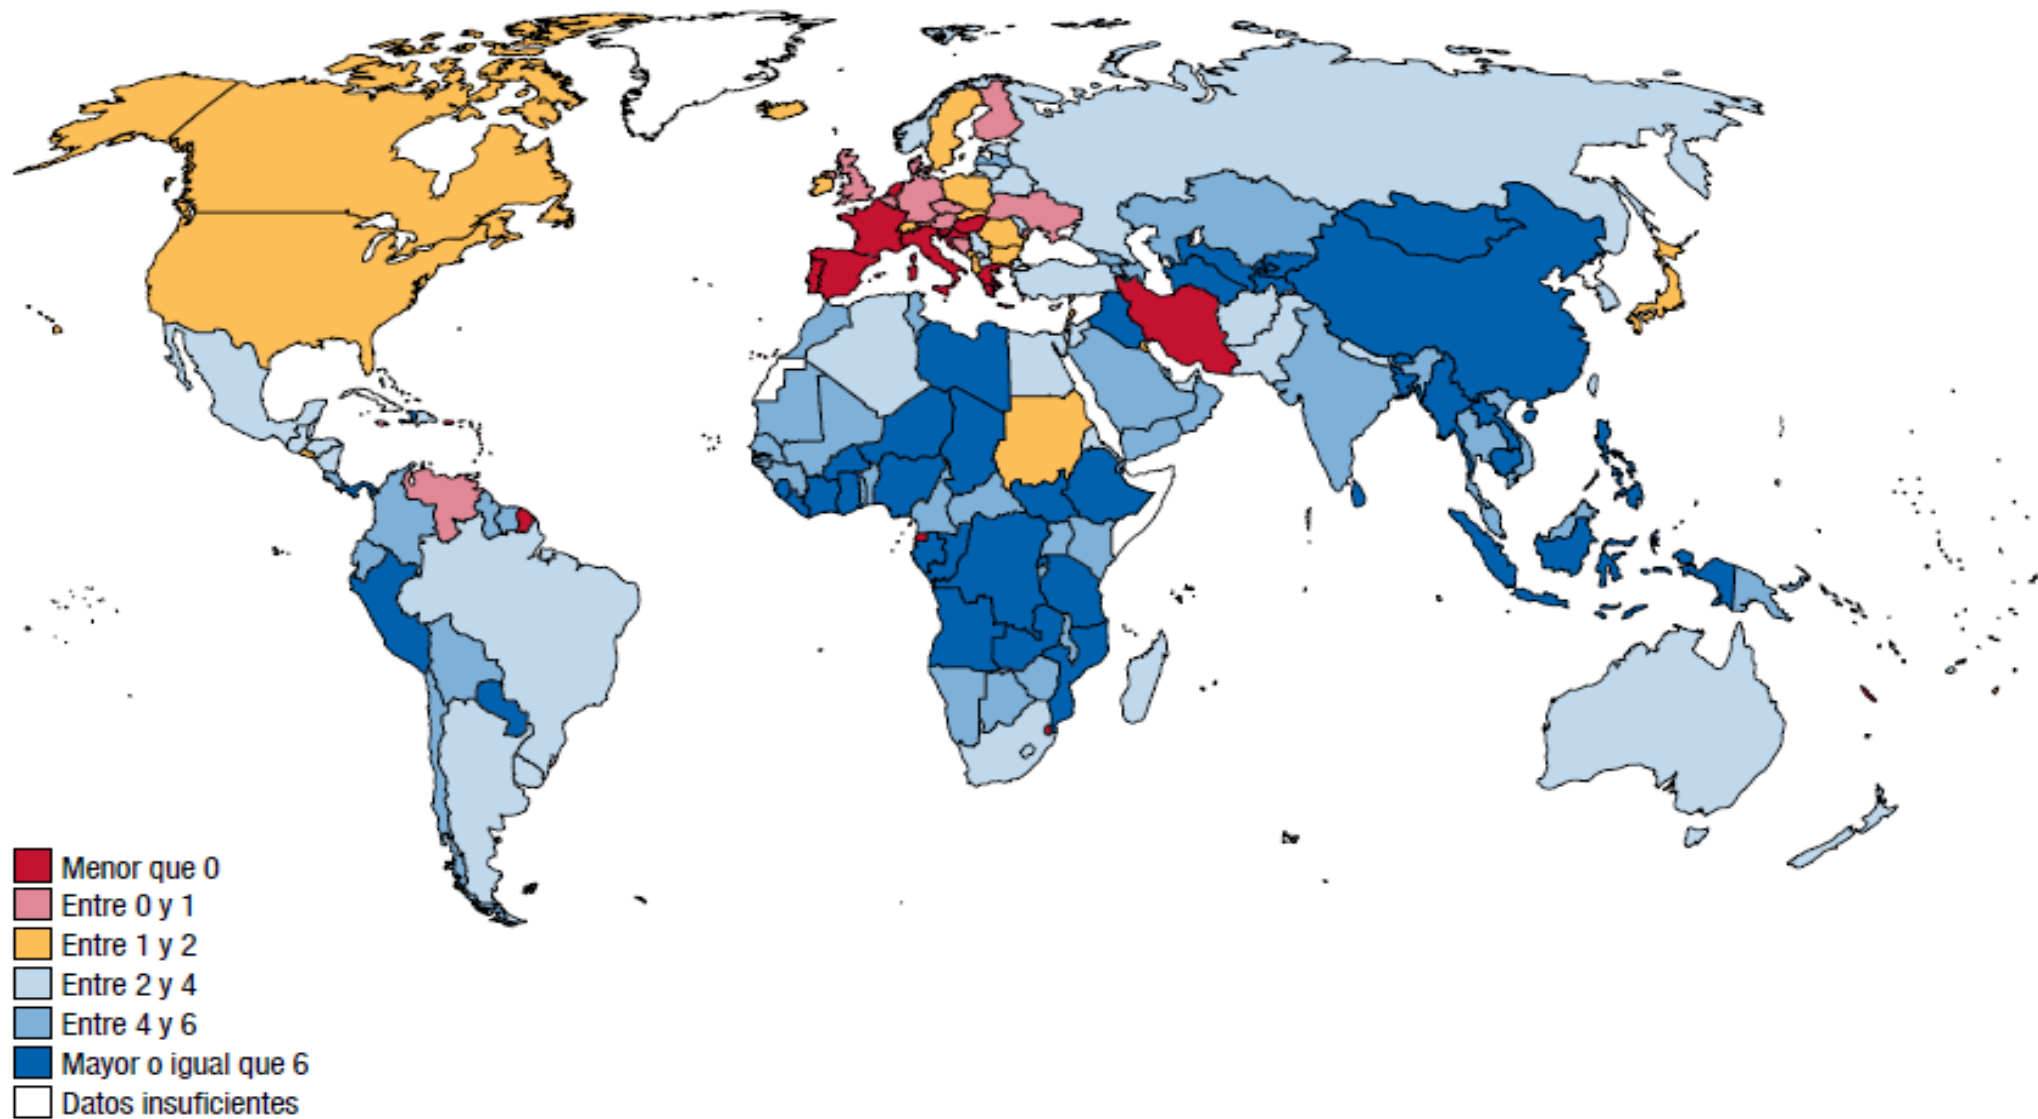 Menor que 0
Entre 0 y 1
Entre 1 y 2
Entre 2 y 4
Entre 4 y 6
Mayor o igual que 6
Datos insuficientes